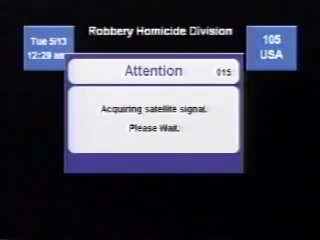 Robbery Homicide Division
Tue 5/13
12:29 am
105
USA
Attention
015
Acquiring satellite signal.
Please Wait.